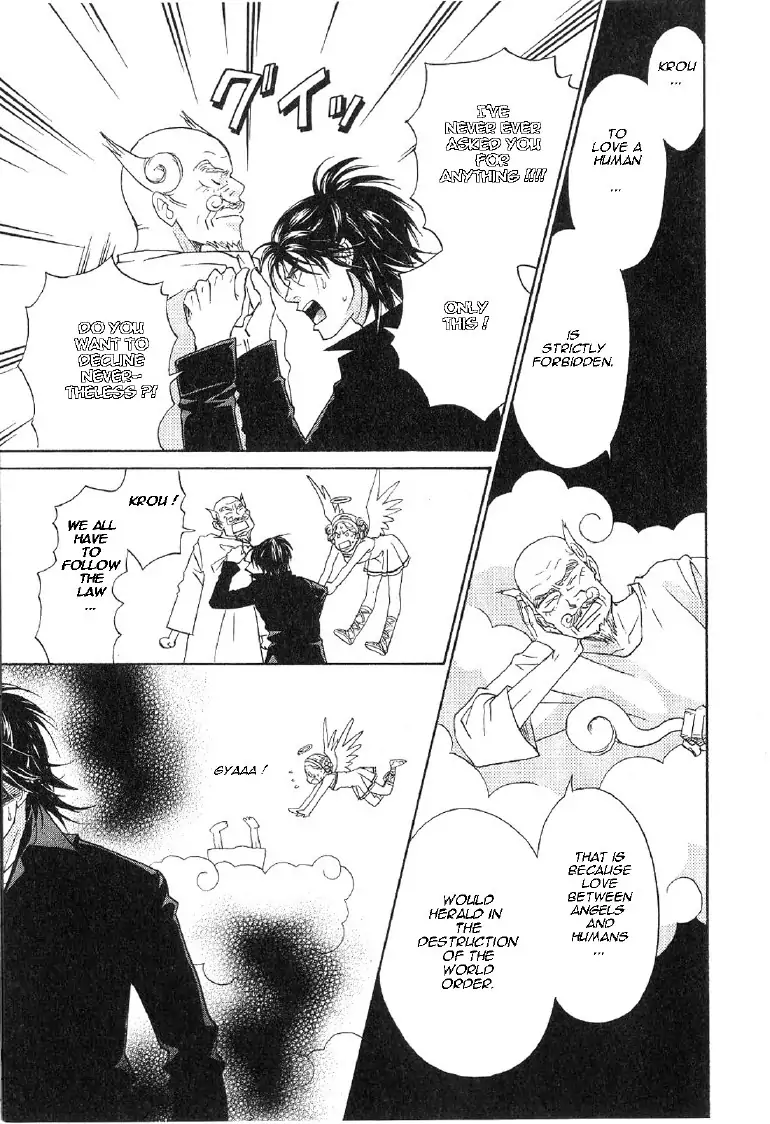 KROU
...
TO
LOVE A
HUMAN
...
IS
STRICTLY
FORBIDDEN.
THAT IS
BECAUSE
LOVE
BETWEEN
ANGELS
AND
HUMANS
...
WOULD
HERALD IN
THE
DESTRUCTION
OF THE
WORLD
ORDER.
グイッ
I'VE
NEVER EVER
ASKED YOU
FOR
ANYTHING !!!!
ONLY
THIS !
DO YOU
WANT TO
DECLINE
NEVER-
THELESS ?!
KROU !
WE ALL
HAVE
TO
FOLLOW
THE
LAW
...
GYAAA !